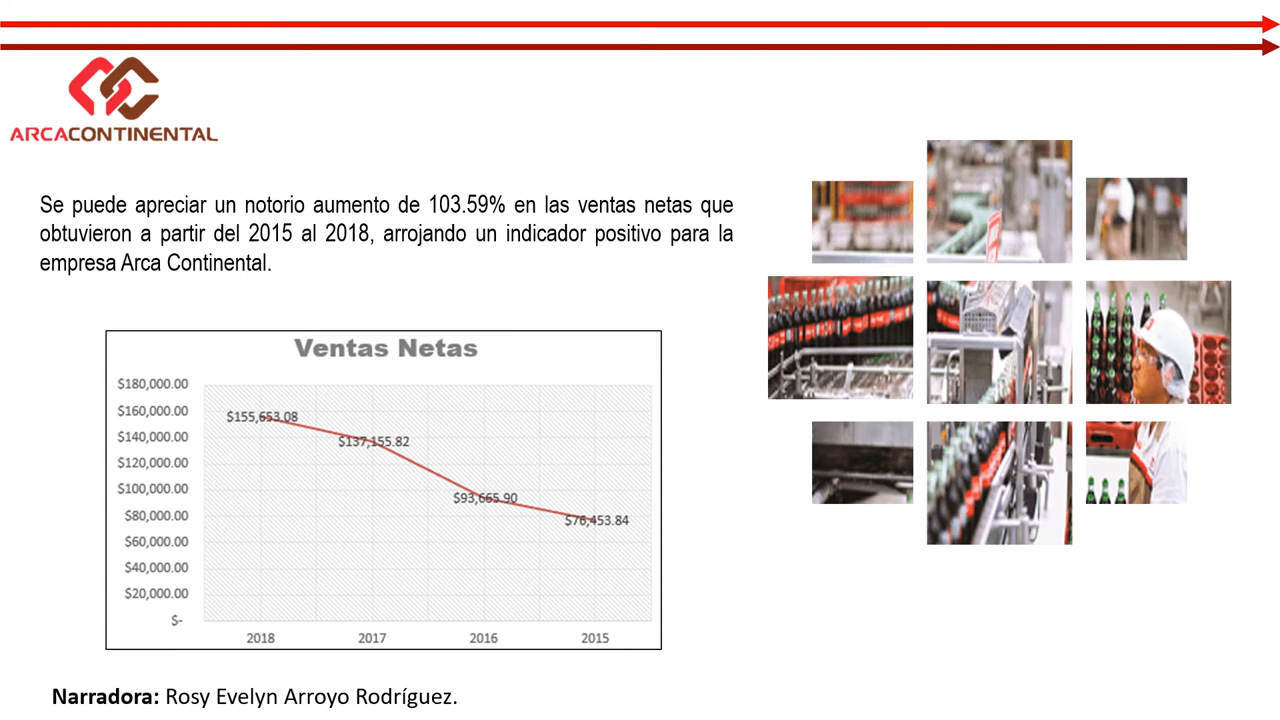 ARCACONTINENTAL
Se puede apreciar un notorio aumento de 103.59% en las ventas netas que
obtuvieron a partir del 2015 al 2018, arrojando un indicador positivo para la
empresa Arca Continental.
Ventas Netas
$180,000.00
$160,000.00
$140,000.00
$120,000.00
$100,000.00
$80,000.00
$60,000.00
$40,000.00
$20,000.00
$-
$155,653.08
$137,155.82
$93,665.90
$76,453.84
2018 2017 2016 2015
Narradora: Rosy Evelyn Arroyo Rodríguez.